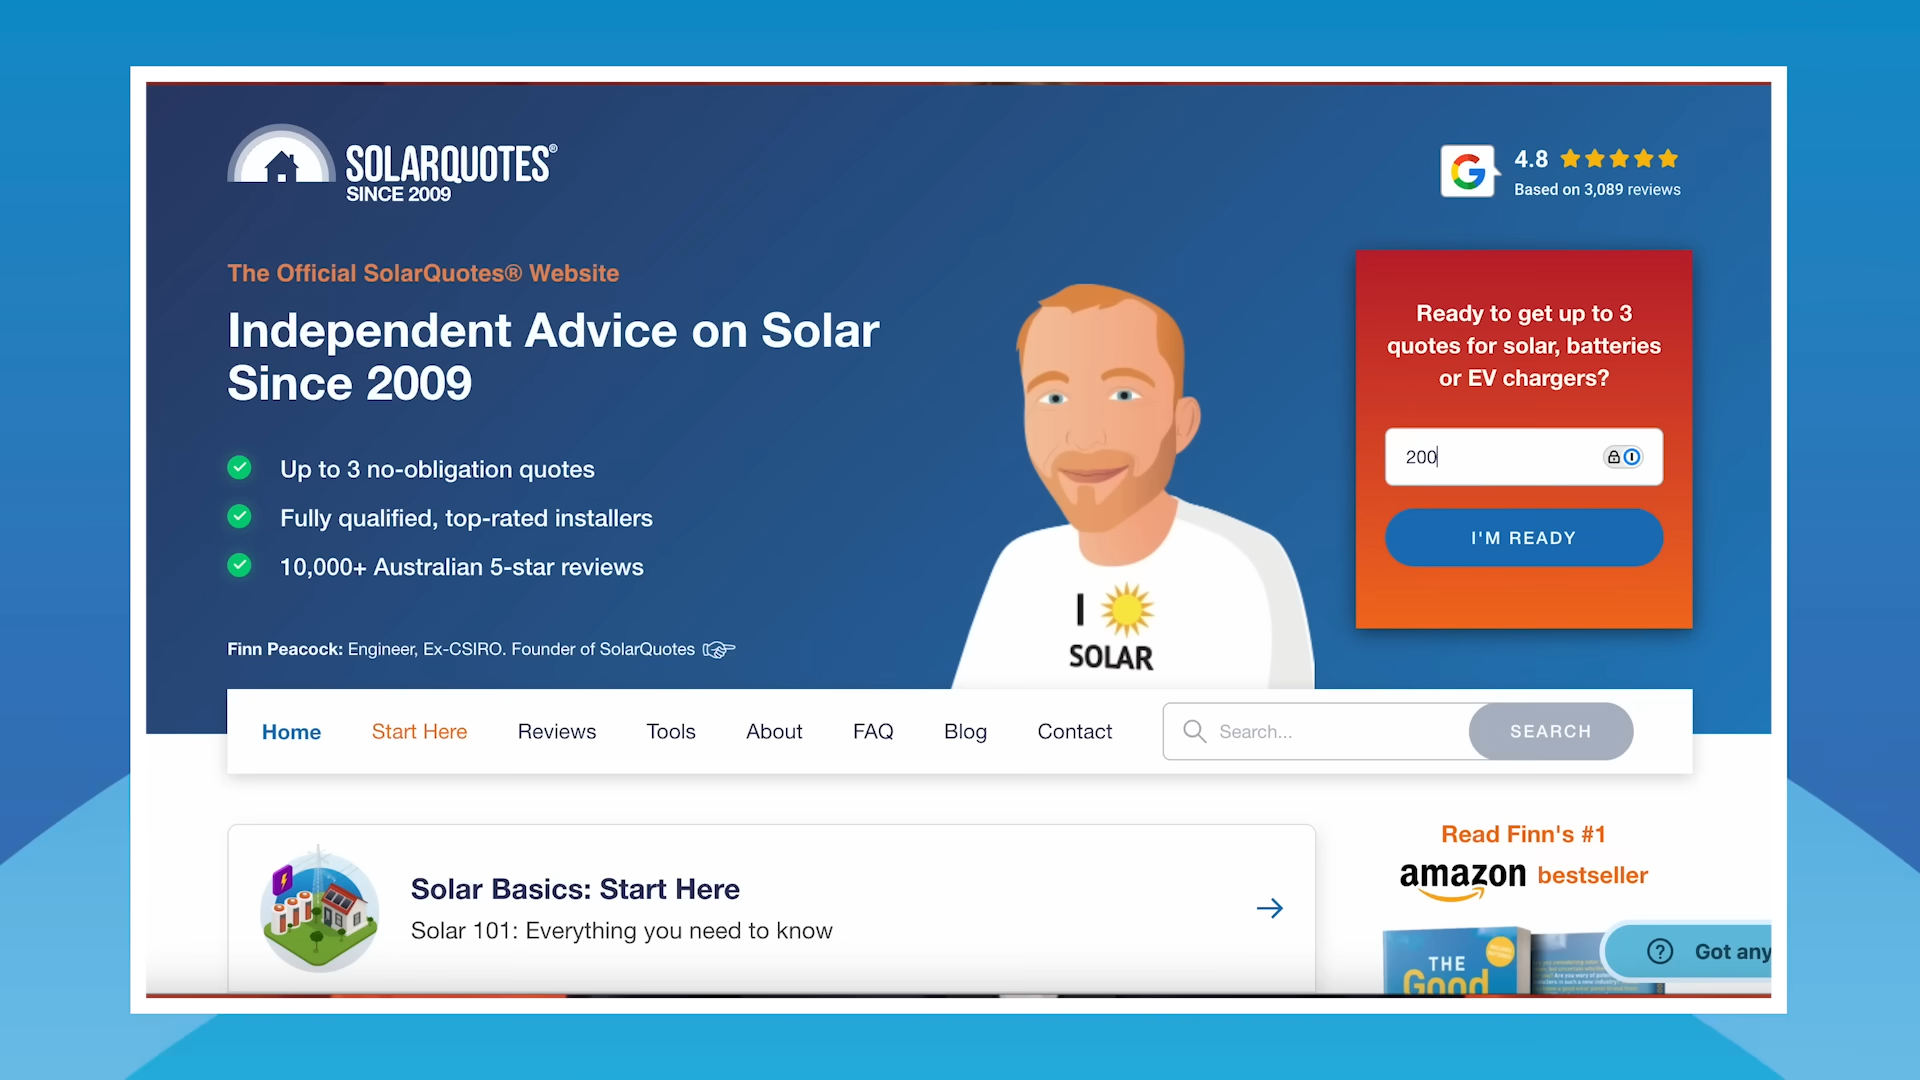 SOLARQUOTES®
SINCE 2009
4.8
Based on 3,089 reviews
The Official SolarQuotes® Website
Independent Advice on Solar
Since 2009
Up to 3 no-obligation quotes
Fully qualified, top-rated installers
10,000+ Australian 5-star reviews
Finn Peacock: Engineer, Ex-CSIRO. Founder of SolarQuotes
I
SOLAR
Ready to get up to 3
quotes for solar, batteries
or EV chargers?
200
I'M READY
Home
Start Here
Reviews
Tools
About
FAQ
Blog
Contact
Search...
SEARCH
Solar Basics: Start Here
Solar 101: Everything you need to know
Read Finn's #1
amazon bestseller
THE
Good
Got any